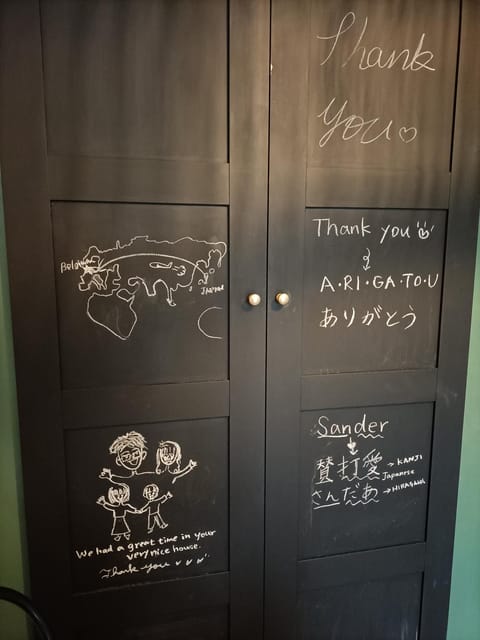 Thank
You♡
Belgium
JAPAN
Thank you
A・RI・GA・TO・U
ありがとう
Sander
賛打愛 → KANJI
Japanese
さんだあ → HIRAGANA
We had a great time in your
very nice house.
Thank you ♡♡♡